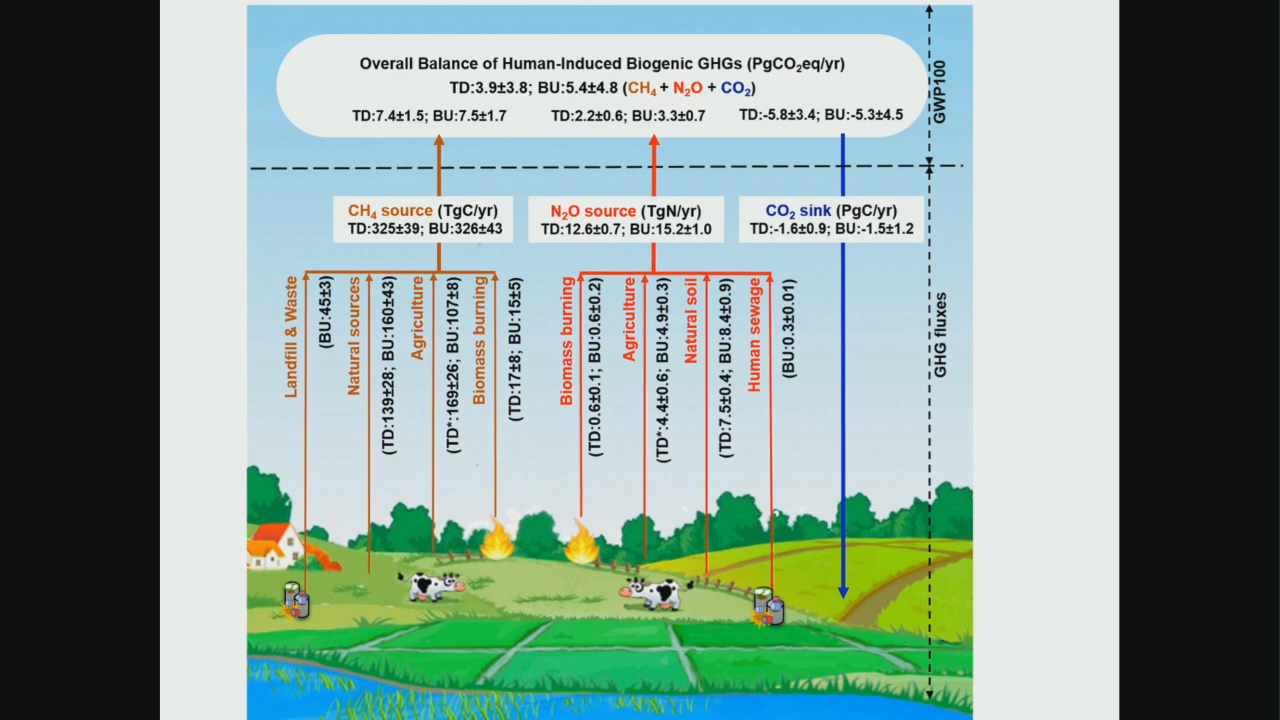 Overall Balance of Human-Induced Biogenic GHGs (PgCO₂eq/yr)
TD:3.9±3.8; BU:5.4±4.8 (CH₄ + N₂O + CO₂)
TD:7.4±1.5; BU:7.5±1.7
TD:2.2±0.6; BU:3.3±0.7
TD:-5.8±3.4; BU:-5.3±4.5
GWP100
CH₄ source (TgC/yr)
TD:325±39; BU:326±43
N₂O source (TgN/yr)
TD:12.6±0.7; BU:15.2±1.0
CO₂ sink (PgC/yr)
TD:-1.6±0.9; BU:-1.5±1.2
Landfill & Waste
(BU:45±3)
Natural sources
(TD:139±28; BU:160±43)
Agriculture
(TD*:169±26; BU:107±8)
Biomass burning
(TD:17±8; BU:15±5)
Biomass burning
(TD:0.6±0.1; BU:0.6±0.2)
Agriculture
(TD*:4.4±0.6; BU:4.9±0.3)
Natural soil
(TD:7.5±0.4; BU:8.4±0.9)
Human sewage
(BU:0.3±0.01)
GHG fluxes